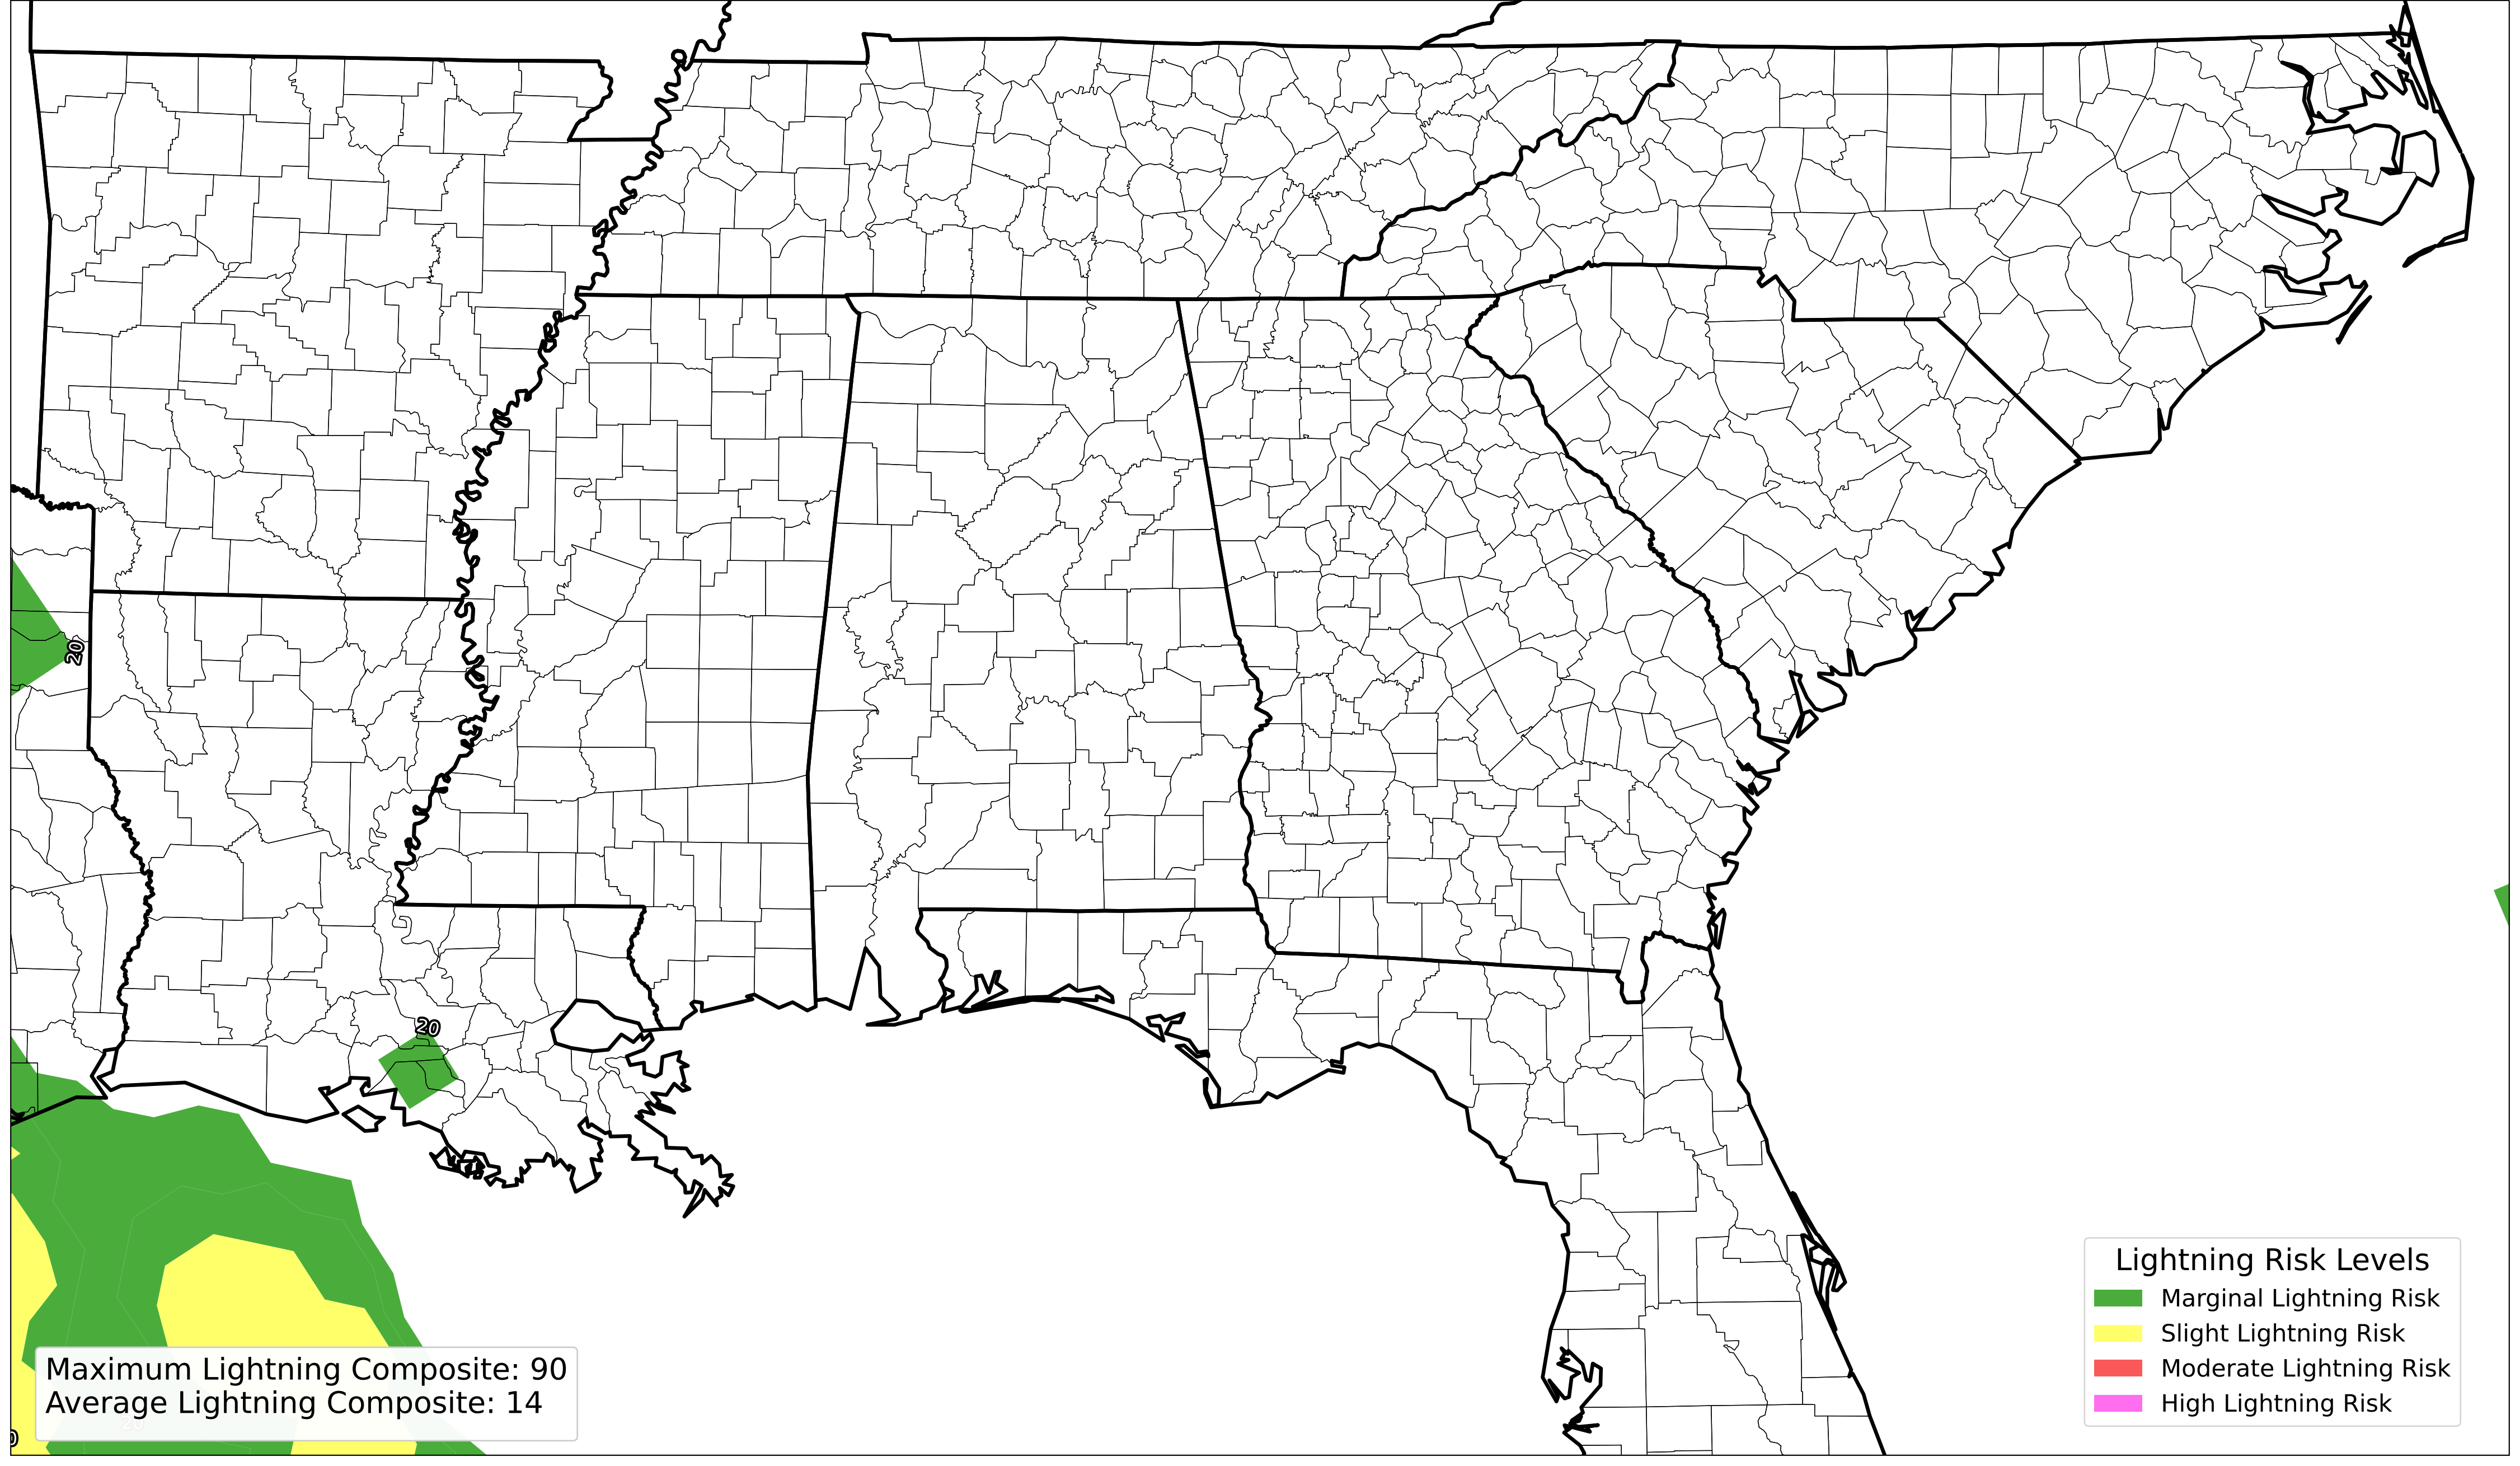 20
20
Lightning Risk Levels
Marginal Lightning Risk
Slight Lightning Risk
Moderate Lightning Risk
High Lightning Risk
Maximum Lightning Composite: 90
Average Lightning Composite: 14